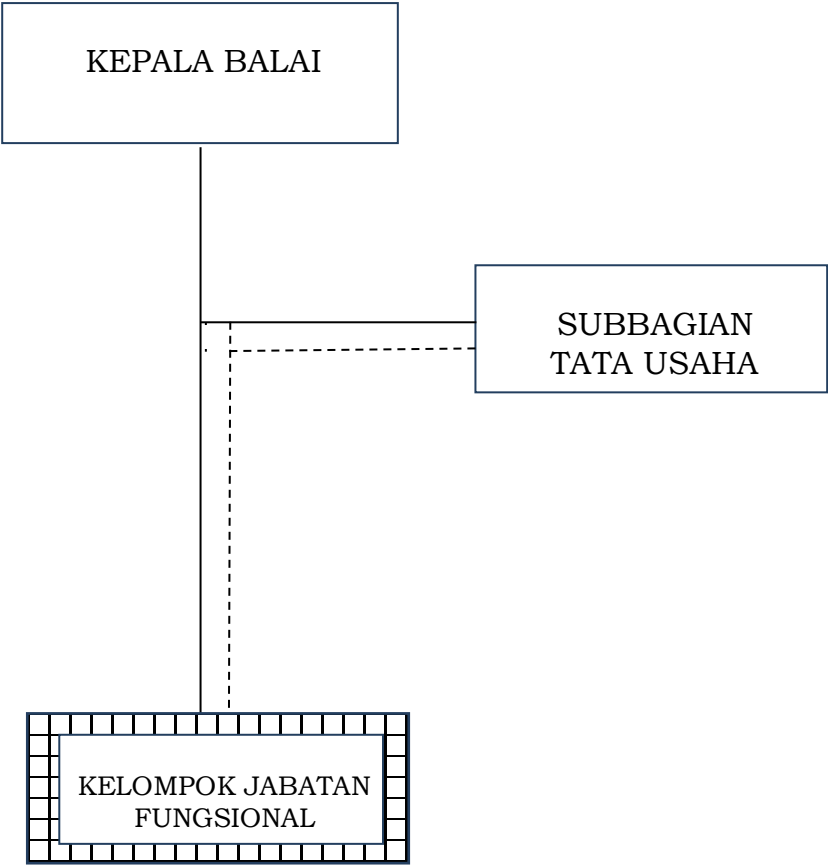 KEPALA BALAI
SUBBAGIAN
TATA USAHA
KELOMPOK JABATAN
FUNGSIONAL